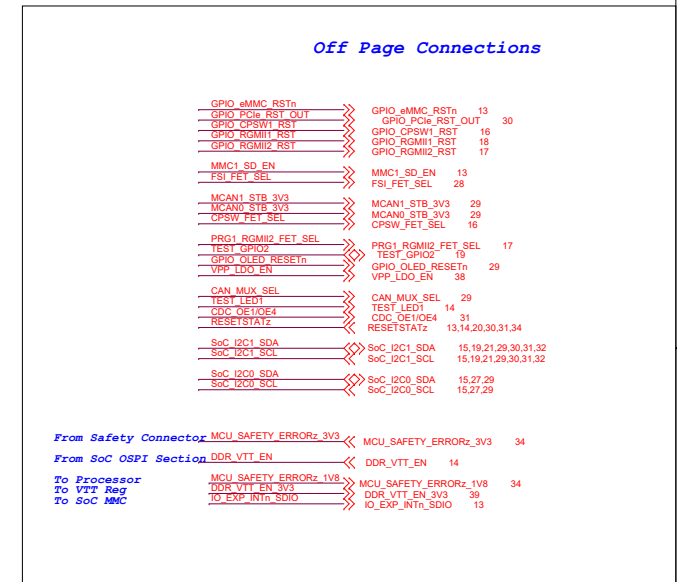 Off Page Connections
GPIO_eMMC_RSTn GPIO_eMMC_RSTn 13
GPIO_PCIe_RST_OUT GPIO_PCIe_RST_OUT 30
GPIO_CPSW1_RST GPIO_CPSW1_RST 16
GPIO_RGMII1_RST GPIO_RGMII1_RST 18
GPIO_RGMII2_RST GPIO_RGMII2_RST 17
MMC1_SD_EN MMC1_SD_EN 13
FSI_FET_SEL FSI_FET_SEL 28
MCAN1_STB_3V3 MCAN1_STB_3V3 29
MCAN0_STB_3V3 MCAN0_STB_3V3 29
CPSW_FET_SEL CPSW_FET_SEL 16
PRG1_RGMII2_FET_SEL PRG1_RGMII2_FET_SEL 17
TEST_GPIO2 TEST_GPIO2 19
GPIO_OLED_RESETn GPIO_OLED_RESETn 29
VPP_LDO_EN VPP_LDO_EN 38
CAN_MUX_SEL CAN_MUX_SEL 29
TEST_LED1 TEST_LED1 14
CDC_OE1/OE4 CDC_OE1/OE4 31
RESETSTATz RESETSTATz 13,14,20,30,31,34
SoC_I2C1_SDA SoC_I2C1_SDA 15,19,21,29,30,31,32
SoC_I2C1_SCL SoC_I2C1_SCL 15,19,21,29,30,31,32
SoC_I2C0_SDA SoC_I2C0_SDA 15,27,29
SoC_I2C0_SCL SoC_I2C0_SCL 15,27,29
From Safety Connector MCU_SAFETY_ERRORz_3V3 MCU_SAFETY_ERRORz_3V3 34
From SoC OSPI Section DDR_VTT_EN DDR_VTT_EN 14
To Processor MCU_SAFETY_ERRORz_1V8 MCU_SAFETY_ERRORz_1V8 34
To VTT Reg DDR_VTT_EN_3V3 DDR_VTT_EN_3V3 39
To SoC MMC IO_EXP_INTn_SDIO IO_EXP_INTn_SDIO 13